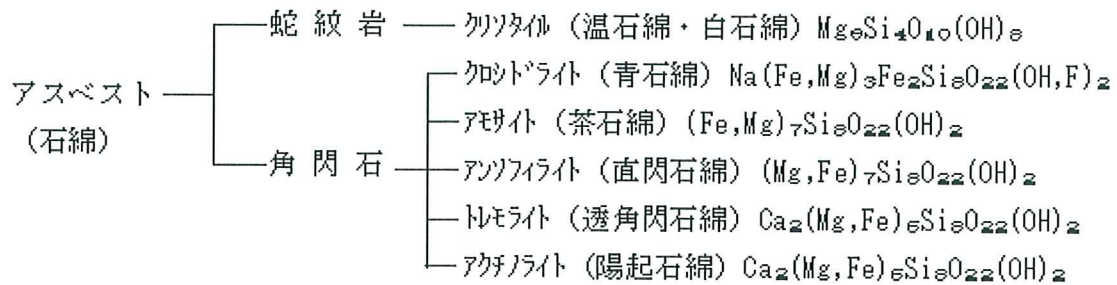 蛇紋岩 クリソタイル (温石綿・白石綿) Mg₆Si₄O₁₀(OH)₈
クロシドライト (青石綿) Na(Fe,Mg)₃Fe₂Si₈O₂₂(OH,F)₂
アスベスト
(石綿)
アモサイト (茶石綿) (Fe,Mg)₇Si₈O₂₂(OH)₂
角閃石 アンソフィライト (直閃石綿) (Mg,Fe)₇Si₈O₂₂(OH)₂
トレモライト (透角閃石綿) Ca₂(Mg,Fe)₅Si₈O₂₂(OH)₂
アクチノライト (陽起石綿) Ca₂(Mg,Fe)₅Si₈O₂₂(OH)₂